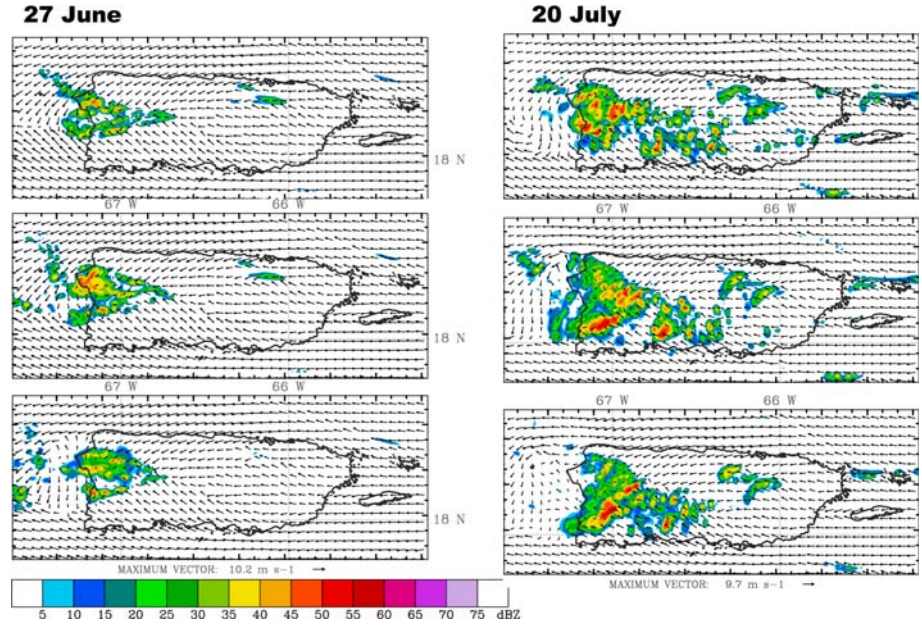 27 June
20 July
18 N
67 W 66 W
67 W 66 W
18 N
67 W 66 W
67 W 66 W
18 N
MAXIMUM VECTOR: 10.2 m s-1
MAXIMUM VECTOR: 9.7 m s-1
5 10 15 20 25 30 35 40 45 50 55 60 65 70 75 dBZ